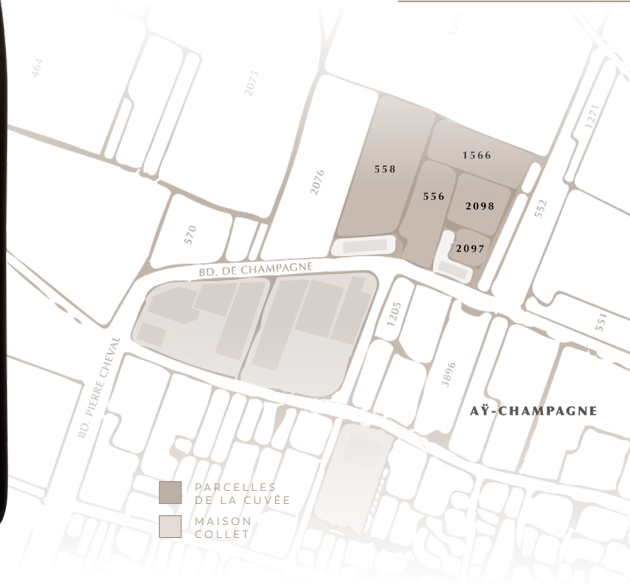 464
2073
1271
1566
558
2076
556
2098
552
570
2097
BD. DE CHAMPAGNE
1205
551
BD. PIERRE CHEVAL
3896
AŸ-CHAMPAGNE
PARCELLES
DE LA CUVÉE
MAISON
COLLET